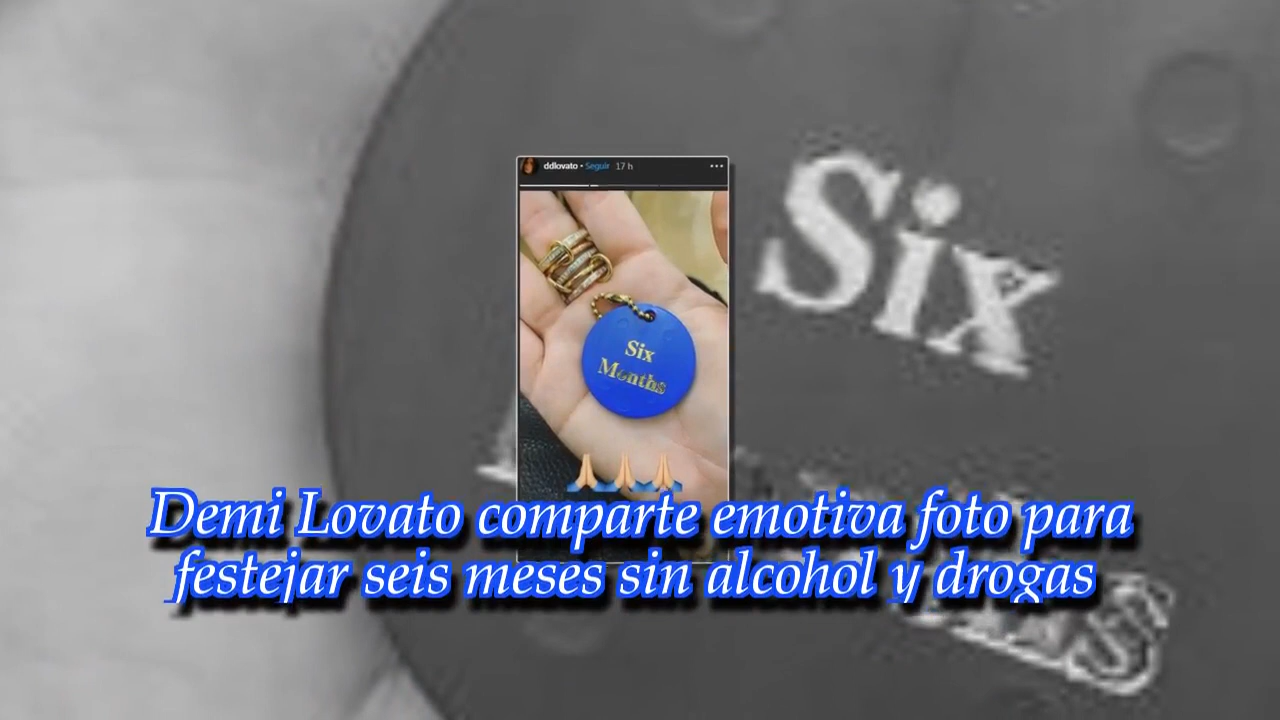 ddlovato • Seguir 17 h
Six
Months
Six
Demi Lovato comparte emotiva foto para
festejar seis meses sin alcohol y drogas